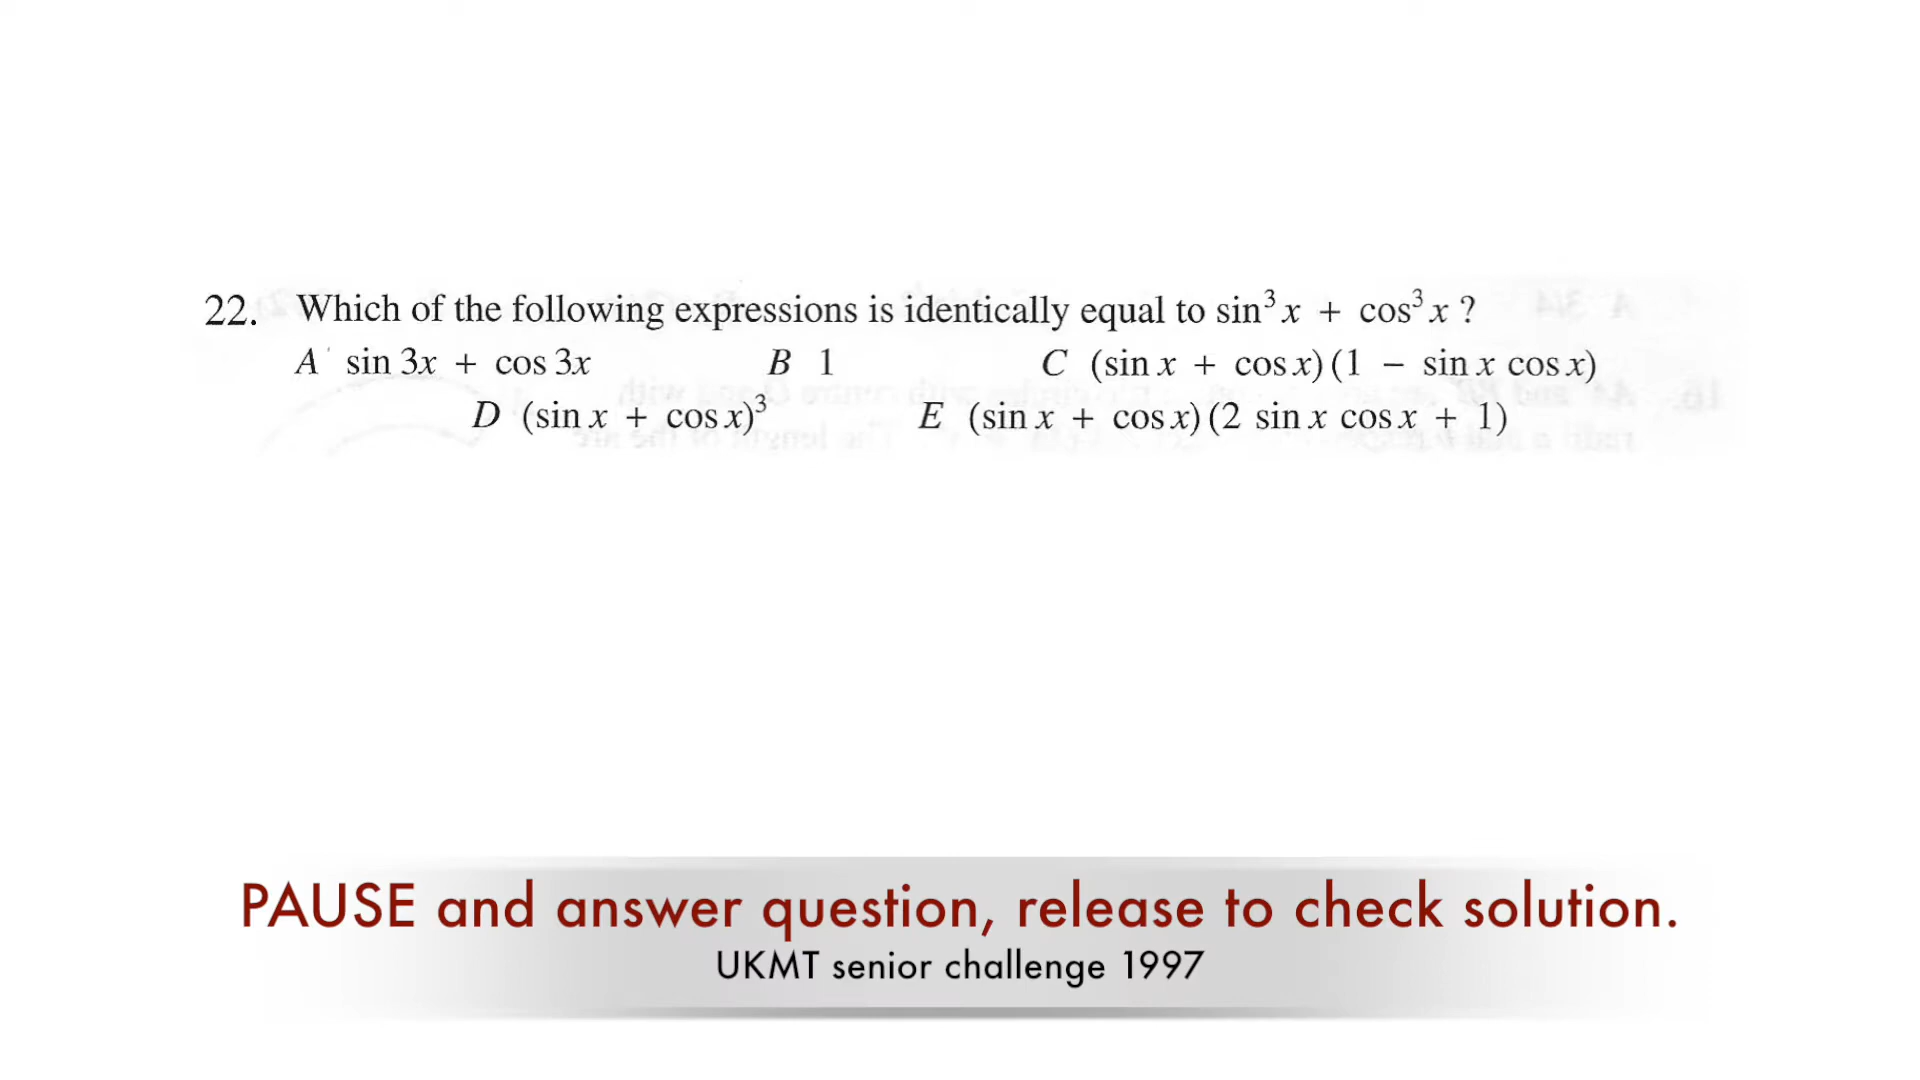 22. Which of the following expressions is identically equal to sin³ x + cos³ x ?
A sin 3x + cos 3x B 1 C (sin x + cos x)(1 − sin x cos x)
D (sin x + cos x)³ E (sin x + cos x)(2 sin x cos x + 1)
PAUSE and answer question, release to check solution.
UKMT senior challenge 1997